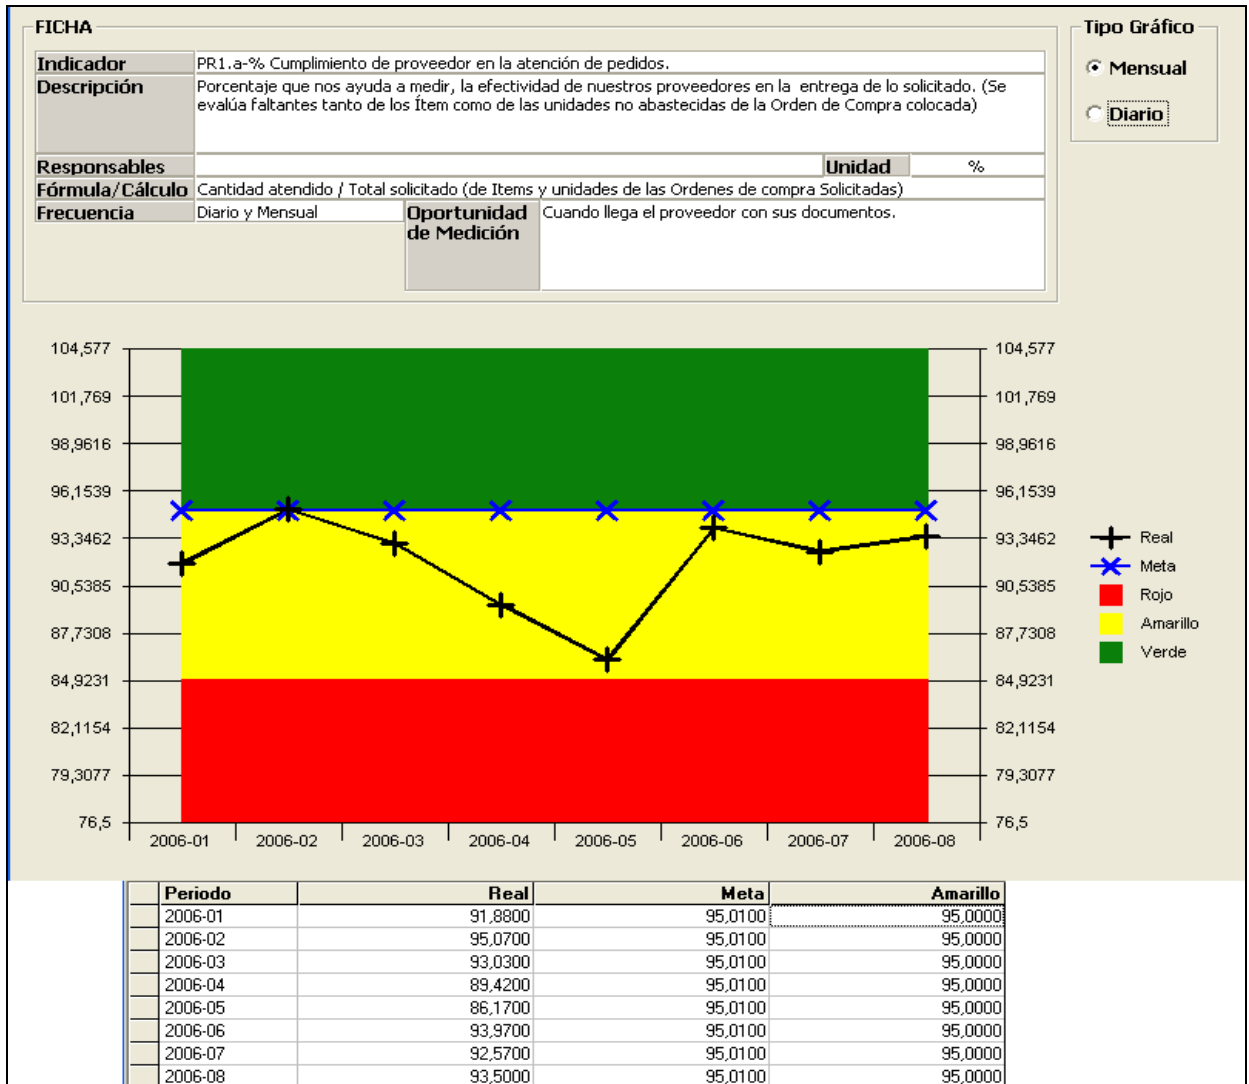 FICHA
Tipo Gráfico
Indicador PR1.a-% Cumplimiento de proveedor en la atención de pedidos.
Mensual
Descripción Porcentaje que nos ayuda a medir, la efectividad de nuestros proveedores en la entrega de lo solicitado. (Se
evalúa faltantes tanto de los Ítem como de las unidades no abastecidas de la Orden de Compra colocada)
Diario
Responsables Unidad %
Fórmula/Cálculo Cantidad atendido / Total solicitado (de Items y unidades de las Ordenes de compra Solicitadas)
Frecuencia Diario y Mensual Oportunidad Cuando llega el proveedor con sus documentos.
de Medición
104,577 104,577
101,769 101,769
98,9616 98,9616
96,1539 96,1539
93,3462 93,3462
90,5385 90,5385
87,7308 87,7308
84,9231 84,9231
82,1154 82,1154
79,3077 79,3077
76,5 76,5
Real
Meta
Rojo
Amarillo
Verde
2006-01 2006-02 2006-03 2006-04 2006-05 2006-06 2006-07 2006-08
Periodo Real Meta Amarillo
2006-01 91,8800 95,0100 95,0000
2006-02 95,0700 95,0100 95,0000
2006-03 93,0300 95,0100 95,0000
2006-04 89,4200 95,0100 95,0000
2006-05 86,1700 95,0100 95,0000
2006-06 93,9700 95,0100 95,0000
2006-07 92,5700 95,0100 95,0000
2006-08 93,5000 95,0100 95,0000